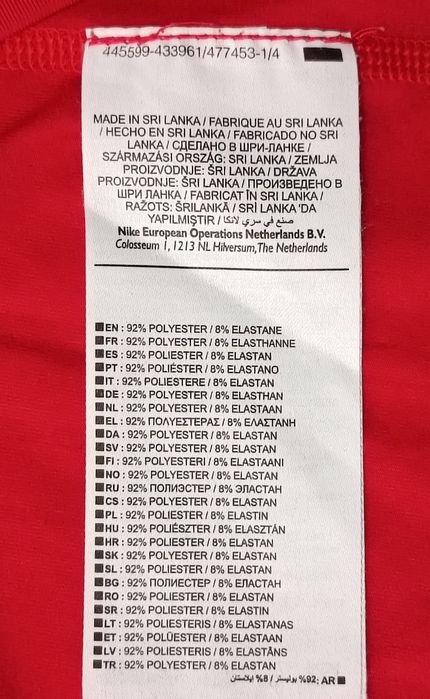 445599-433961/477453-1/4
MADE IN SRI LANKA / FABRIQUE AU SRI LANKA
/ HECHO EN SRI LANKA / FABRICADO NO SRI
LANKA / СДЕЛАНО В ШРИ-ЛАНКЕ /
SZÁRMAZÁSI ORSZÁG: SRI LANKA / ZEMLJA
PROIZVODNJE: ŠRI LANKA / DRŽAVA
PROIZVODNJE: ŠRI LANKA / ПРОИЗВЕДЕНО В
ШРИ ЛАНКА / FABRICAT ÎN SRI LANKA /
RAŽOTS: ŠRILANKĀ / SRİ LANKA 'DA
YAPILMIŞTIR / صنع في سري لانكا
Nike European Operations Netherlands B.V.
Colosseum 1, 1213 NL Hilversum, The Netherlands
EN : 92% POLYESTER / 8% ELASTANE
FR : 92% POLYESTER / 8% ELASTHANNE
ES : 92% POLIESTER / 8% ELASTAN
PT : 92% POLIÉSTER / 8% ELASTANO
IT : 92% POLIESTERE / 8% ELASTAN
DE : 92% POLYESTER / 8% ELASTHAN
NL : 92% POLYESTER / 8% ELASTAAN
EL : 92% ΠΟΛΥΕΣΤΕΡΑΣ / 8% ΕΛΑΣΤΑΝΗ
DA : 92% POLYESTER / 8% ELASTAN
SV : 92% POLYESTER / 8% ELASTAN
FI : 92% POLYESTERI / 8% ELASTAANI
NO : 92% POLYESTER / 8% ELASTAN
RU : 92% ПОЛИЭСТЕР / 8% ЭЛАСТАН
CS : 92% POLYESTER / 8% ELASTAN
PL : 92% POLIESTER / 8% ELASTIN
HU : 92% POLIÉSZTER / 8% ELASZTÁN
HR : 92% POLIESTER / 8% ELASTAN
SK : 92% POLYESTER / 8% ELASTAN
SL : 92% POLIESTER / 8% ELASTAN
BG : 92% ПОЛИЕСТЕР / 8% ЕЛАСТАН
RO : 92% POLIESTER / 8% ELASTAN
SR : 92% POLIESTER / 8% ELASTIN
LT : 92% POLIESTERIS / 8% ELASTANAS
ET : 92% POLÜESTER / 8% ELASTAAN
LV : 92% POLIESTERIS / 8% ELASTĀNS
TR : 92% POLYESTER / 8% ELASTAN
AR :92% بوليستر / 8% ايلاستان